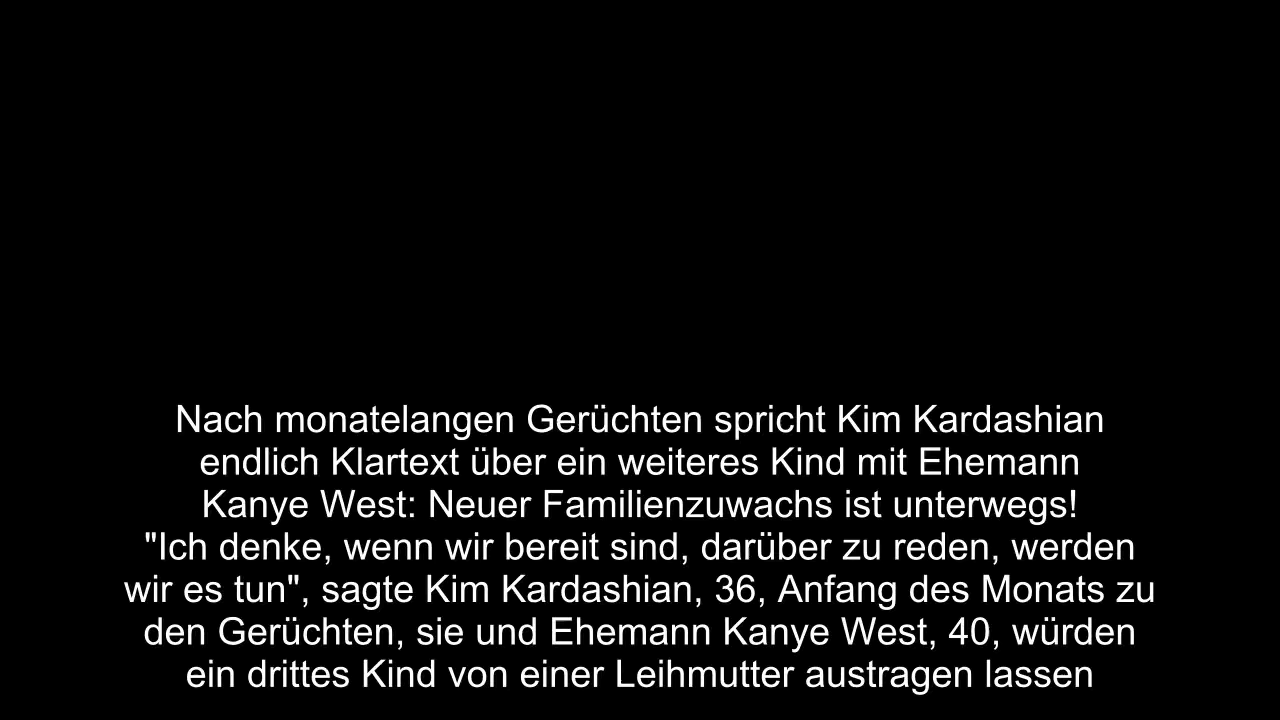 Nach monatelangen Gerüchten spricht Kim Kardashian
endlich Klartext über ein weiteres Kind mit Ehemann
Kanye West: Neuer Familienzuwachs ist unterwegs!
"Ich denke, wenn wir bereit sind, darüber zu reden, werden
wir es tun", sagte Kim Kardashian, 36, Anfang des Monats zu
den Gerüchten, sie und Ehemann Kanye West, 40, würden
ein drittes Kind von einer Leihmutter austragen lassen